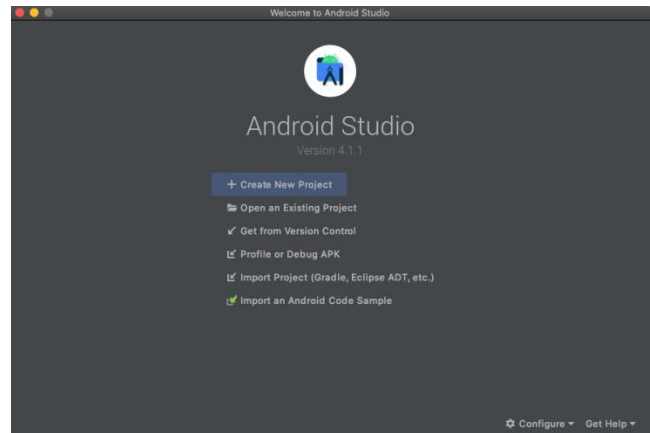 Welcome to Android Studio
Android Studio
Version 4.1.1
+ Create New Project
Open an Existing Project
Get from Version Control
Profile or Debug APK
Import Project (Gradle, Eclipse ADT, etc.)
Import an Android Code Sample
Configure Get Help